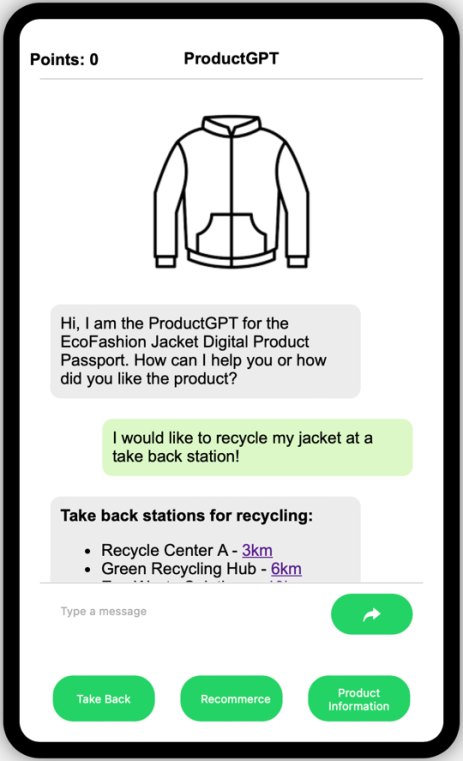 Points: 0
ProductGPT
Hi, I am the ProductGPT for the
EcoFashion Jacket Digital Product
Passport. How can I help you or how
did you like the product?
I would like to recycle my jacket at a
take back station!
Take back stations for recycling:
• Recycle Center A - 3km
• Green Recycling Hub - 6km
Type a message
Take Back
Recommerce
Product
Information